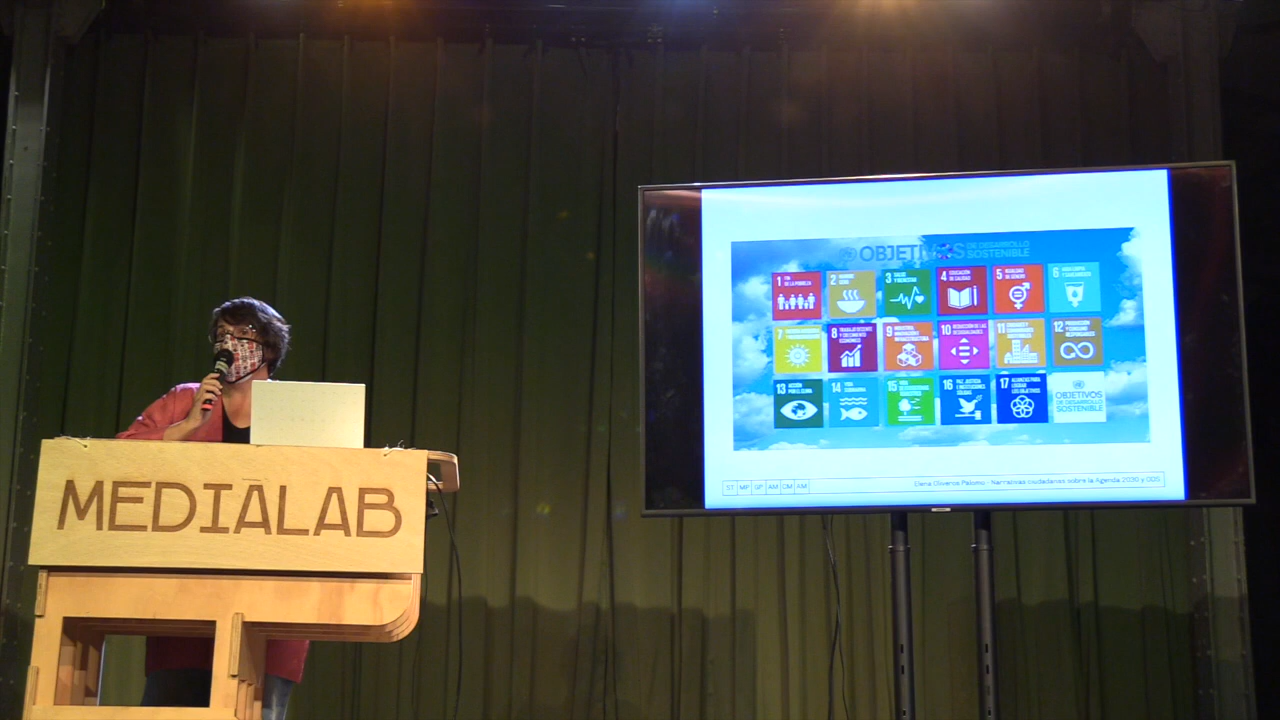 MEDIALAB
OBJETIVOS
DE DESARROLLO
SOSTENIBLE
1 FIN
DE LA POBREZA
2 HAMBRE
CERO
3 SALUD
Y BIENESTAR
4 EDUCACIÓN
DE CALIDAD
5 IGUALDAD
DE GÉNERO
6 AGUA LIMPIA
Y SANEAMIENTO
7
8 TRABAJO DECENTE
Y CRECIMIENTO
ECONÓMICO
9 INDUSTRIA,
INNOVACIÓN E
INFRAESTRUCTURA
10 REDUCCIÓN DE LAS
DESIGUALDADES
11 CIUDADES Y
COMUNIDADES
SOSTENIBLES
12 PRODUCCIÓN
Y CONSUMO
RESPONSABLES
13 ACCIÓN
POR EL CLIMA
14 VIDA
SUBMARINA
15 VIDA
DE ECOSISTEMAS
TERRESTRES
16 PAZ, JUSTICIA
E INSTITUCIONES
SÓLIDAS
17 ALIANZAS PARA
LOGRAR
LOS OBJETIVOS
OBJETIVOS
DE DESARROLLO
SOSTENIBLE
ST MP UP AM CM AM
Elena Oliveros Palomo - Narrativas ciudadanas sobre la Agenda 2030 y ODS